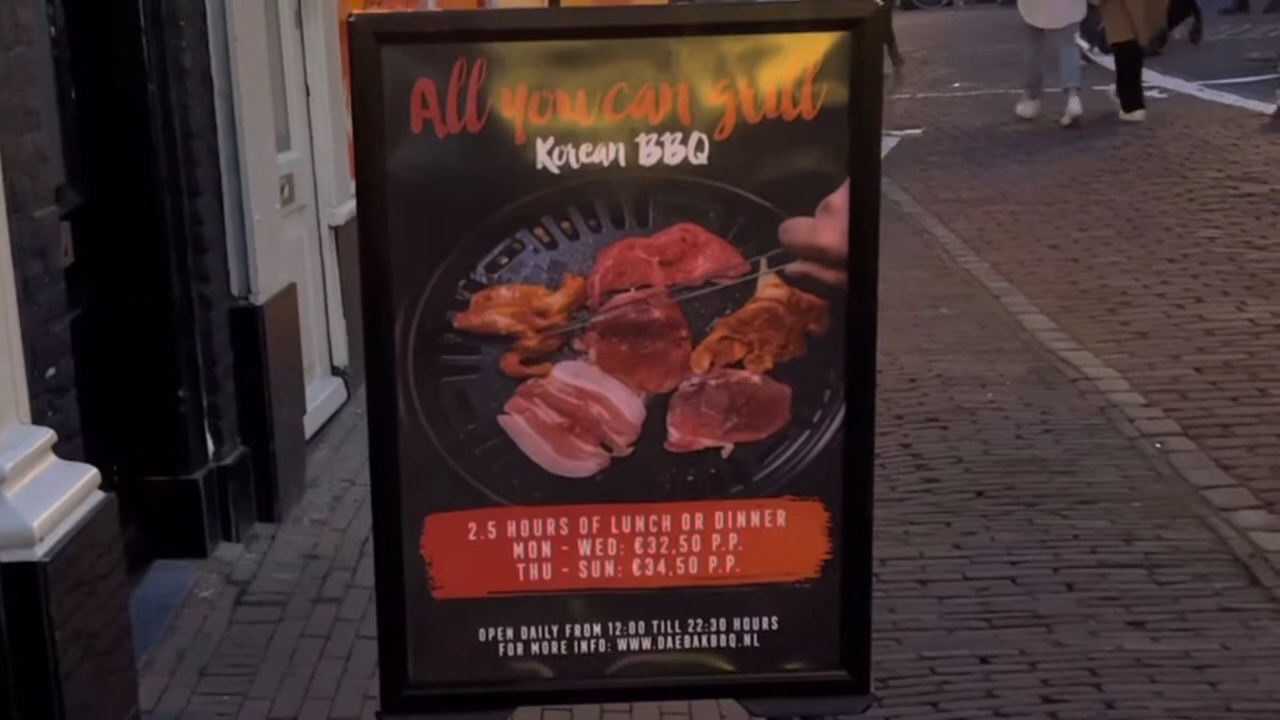 All you can grill
Korean BBQ
2.5 HOURS OF LUNCH OR DINNER
MON - WED: €32,50 P.P.
THU - SUN: €34,50 P.P.
OPEN DAILY FROM 12:00 TILL 22:30 HOURS
FOR MORE INFO: WWW.DAEBAKBBQ.NL